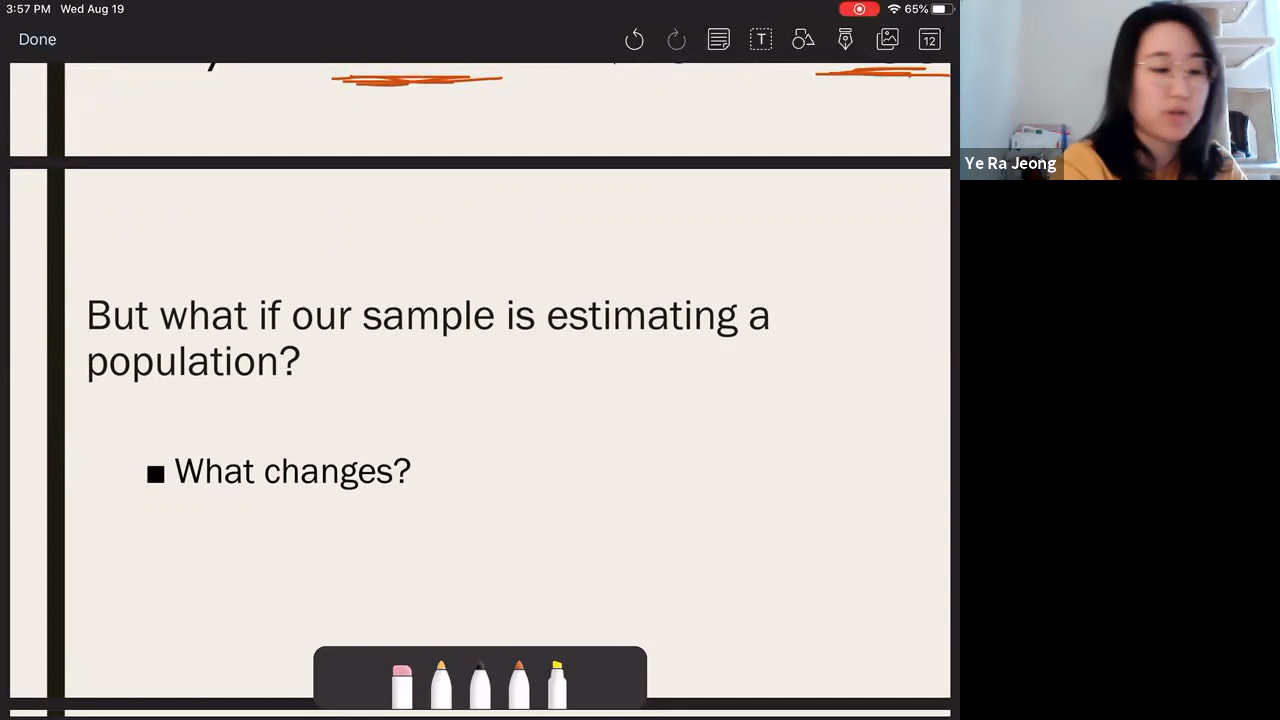 3:57 PM Wed Aug 19
65%
Done
T
12
Ye Ra Jeong
But what if our sample is estimating a
population?
■ What changes?